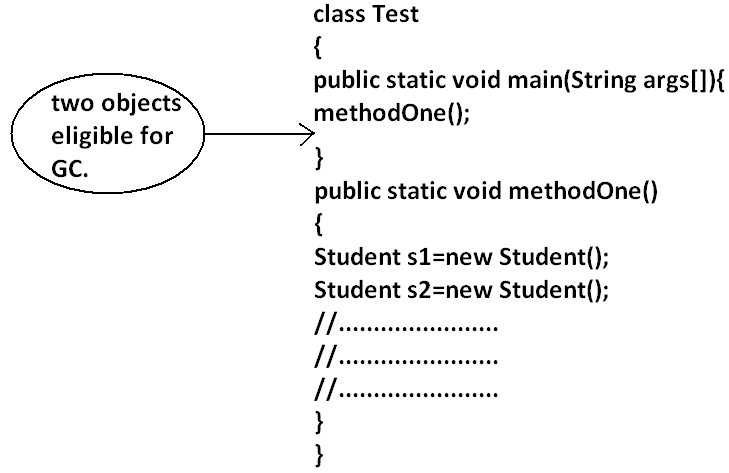 class Test
{
public static void main(String args[]){
methodOne();
two objects
eligible for
GC.
}
public static void methodOne()
{
Student s1=new Student();
Student s2=new Student();
//.......................
//.......................
//.......................
}
}